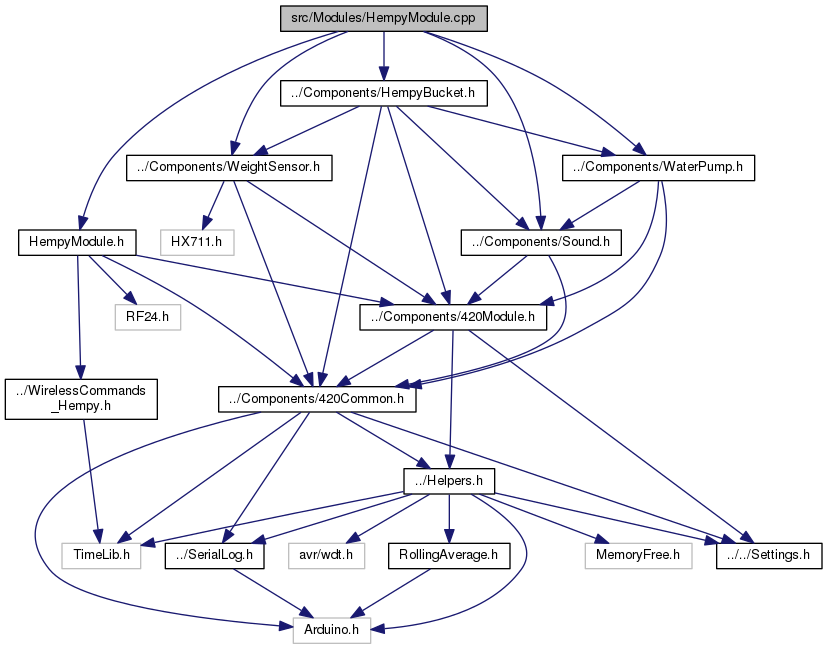 src/Modules/HempyModule.cpp
../Components/HempyBucket.h
../Components/WeightSensor.h
../Components/WaterPump.h
HempyModule.h
HX711.h
../Components/Sound.h
RF24.h
../Components/420Module.h
../WirelessCommands
_Hempy.h
../Components/420Common.h
../Helpers.h
TimeLib.h
../SerialLog.h
avr/wdt.h
RollingAverage.h
MemoryFree.h
../../Settings.h
Arduino.h